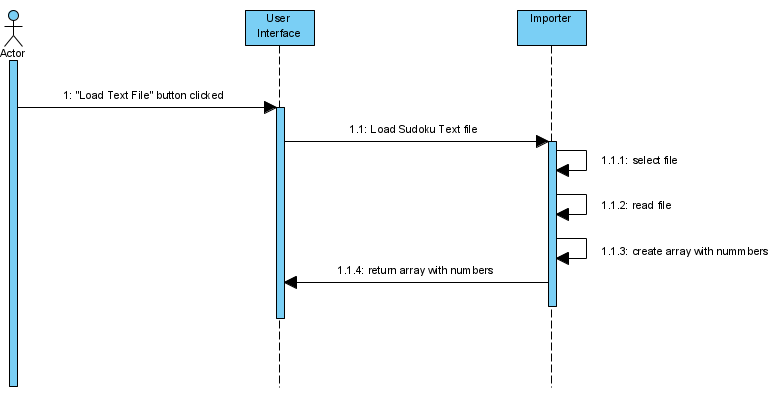 User
Interface
Importer
Actor
1: "Load Text File" button clicked
1.1: Load Sudoku Text file
1.1.1: select file
1.1.2: read file
1.1.3: create array with nummbers
1.1.4: return array with numbers